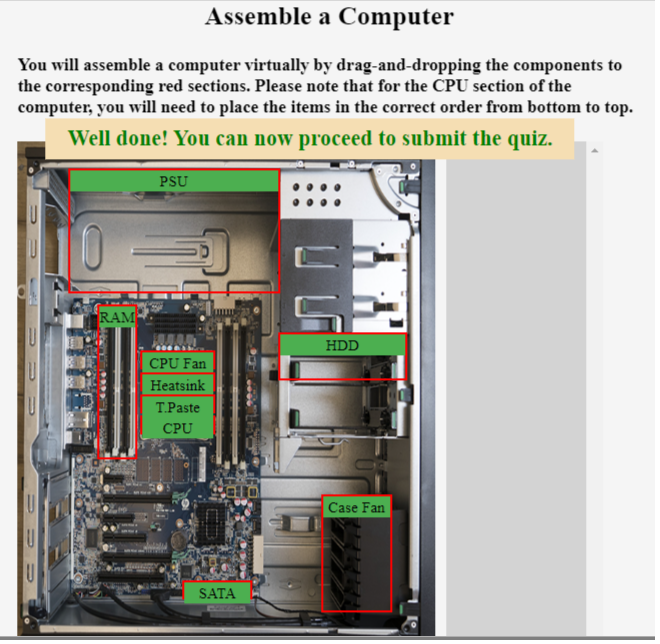 Assemble a Computer
You will assemble a computer virtually by drag-and-dropping the components to
the corresponding red sections. Please note that for the CPU section of the
computer, you will need to place the items in the correct order from bottom to top.
Well done! You can now proceed to submit the quiz.
PSU
RAM
HDD
CPU Fan
Heatsink
T.Paste
CPU
Case Fan
SATA